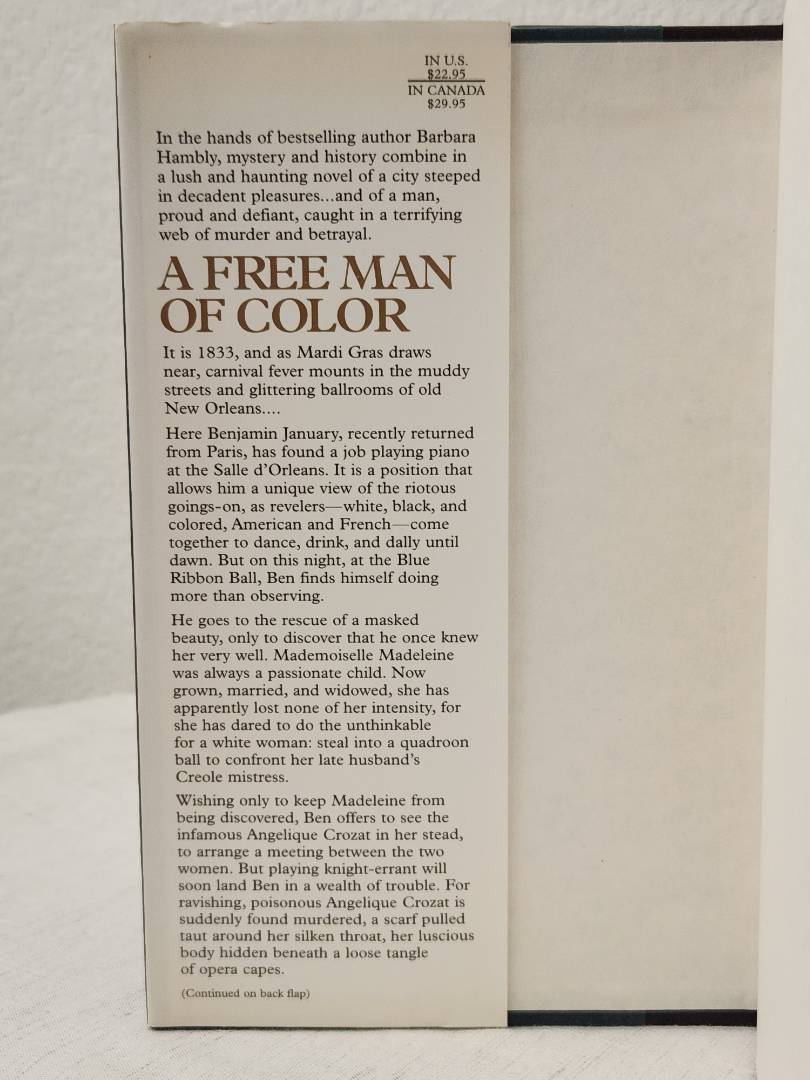 IN U.S.
$22.95
IN CANADA
$29.95
In the hands of bestselling author Barbara
Hambly, mystery and history combine in
a lush and haunting novel of a city steeped
in decadent pleasures...and of a man,
proud and defiant, caught in a terrifying
web of murder and betrayal.
A FREE MAN
OF COLOR
It is 1833, and as Mardi Gras draws
near, carnival fever mounts in the muddy
streets and glittering ballrooms of old
New Orleans....
Here Benjamin January, recently returned
from Paris, has found a job playing piano
at the Salle d'Orleans. It is a position that
allows him a unique view of the riotous
goings-on, as revelers—white, black, and
colored, American and French—come
together to dance, drink, and dally until
dawn. But on this night, at the Blue
Ribbon Ball, Ben finds himself doing
more than observing.
He goes to the rescue of a masked
beauty, only to discover that he once knew
her very well. Mademoiselle Madeleine
was always a passionate child. Now
grown, married, and widowed, she has
apparently lost none of her intensity, for
she has dared to do the unthinkable
for a white woman: steal into a quadroon
ball to confront her late husband's
Creole mistress.
Wishing only to keep Madeleine from
being discovered, Ben offers to see the
infamous Angelique Crozat in her stead,
to arrange a meeting between the two
women. But playing knight-errant will
soon land Ben in a wealth of trouble. For
ravishing, poisonous Angelique Crozat is
suddenly found murdered, a scarf pulled
taut around her silken throat, her luscious
body hidden beneath a loose tangle
of opera capes.
(Continued on back flap)